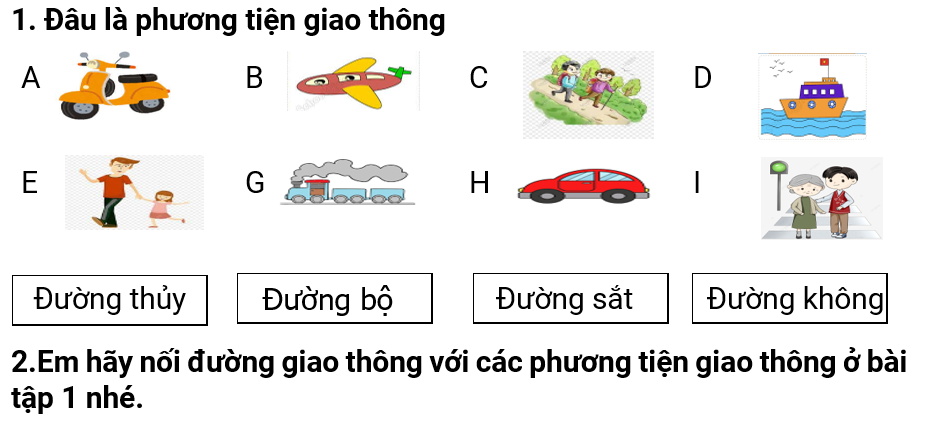 1. Đâu là phương tiện giao thông
A B C D
E G H I
Đường thủy Đường bộ Đường sắt Đường không
2.Em hãy nối đường giao thông với các phương tiện giao thông ở bài
tập 1 nhé.